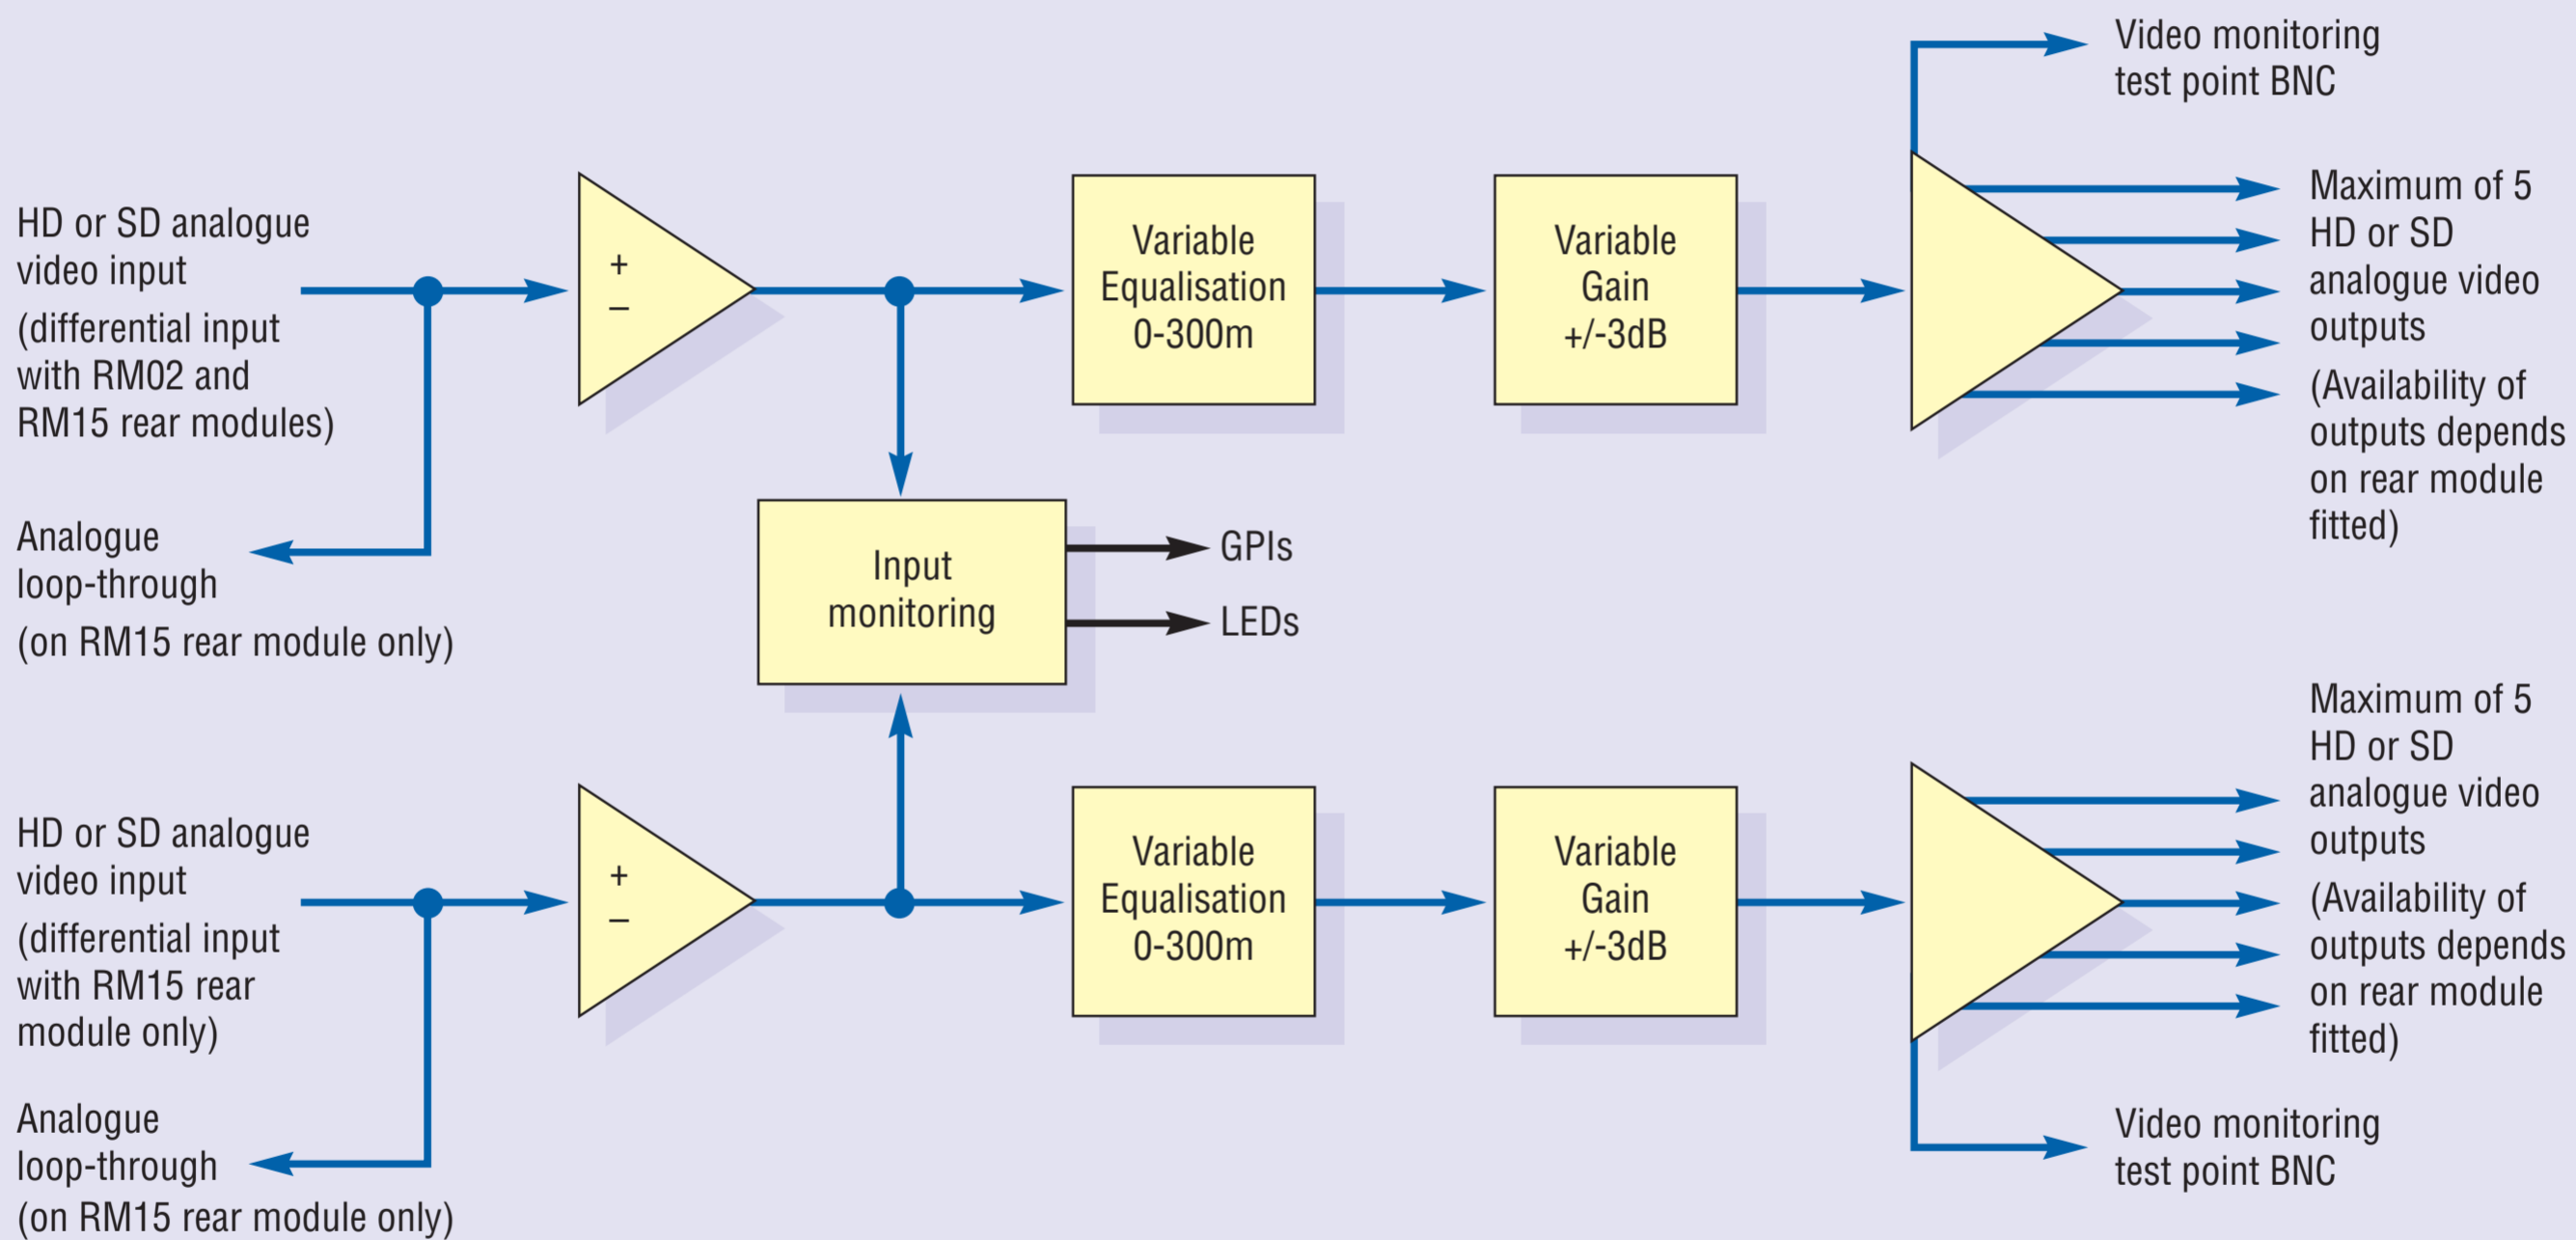 Video monitoring
test point BNC
HD or SD analogue
video input
(differential input
with RM02 and
RM15 rear modules)
+
–
Variable
Equalisation
0-300m
Variable
Gain
+/-3dB
Maximum of 5
HD or SD
analogue video
outputs
(Availability of
outputs depends
on rear module
fitted)
Analogue
loop-through
(on RM15 rear module only)
Input
monitoring
GPIs
LEDs
HD or SD analogue
video input
(differential input
with RM15 rear
module only)
+
–
Variable
Equalisation
0-300m
Variable
Gain
+/-3dB
Maximum of 5
HD or SD
analogue video
outputs
(Availability of
outputs depends
on rear module
fitted)
Analogue
loop-through
(on RM15 rear module only)
Video monitoring
test point BNC